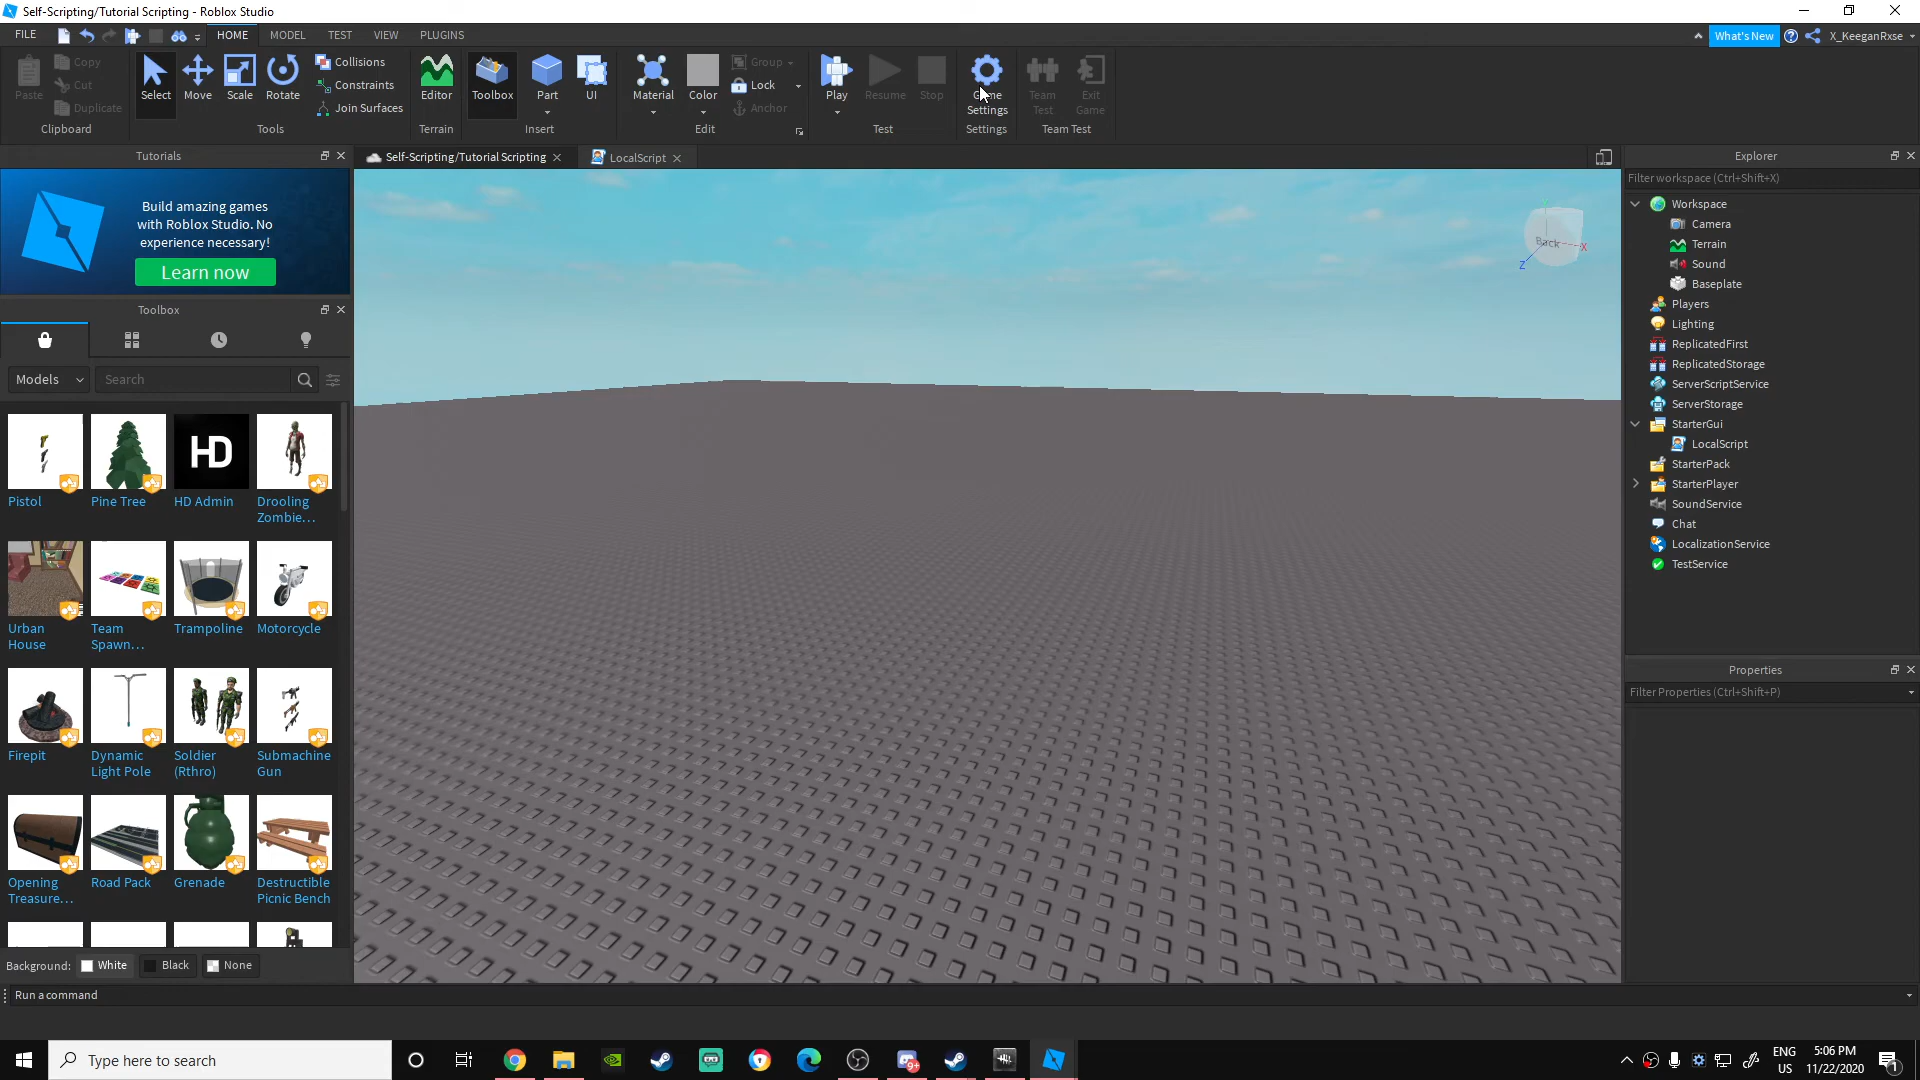 Self-Scripting/Tutorial Scripting - Roblox Studio
FILE HOME MODEL TEST VIEW PLUGINS What's New X_KeeganRxse
Paste Copy Cut Duplicate
Select Move Scale Rotate
Collisions
Constraints
Join Surfaces
Editor Toolbox Part UI Material Color
Group
Lock
Anchor
Play Resume Stop
Game
Settings
Team
Test
Exit
Game
Clipboard Tools Terrain Insert Edit Test Settings Team Test
Tutorials
Self-Scripting/Tutorial Scripting
LocalScript
Build amazing games
with Roblox Studio. No
experience necessary!
Learn now
Toolbox
Models
Search
Pistol
Pine Tree
HD
HD Admin
Drooling
Zombie...
Urban
House
Team
Spawn...
Trampoline
Motorcycle
Firepit
Dynamic
Light Pole
Soldier
(Rthro)
Submachine
Gun
Opening
Treasure...
Road Pack
Grenade
Destructible
Picnic Bench
Background: White Black None
Run a command
Back
X
Y
Z
Explorer
Filter workspace (Ctrl+Shift+X)
Workspace
Camera
Terrain
Sound
Baseplate
Players
Lighting
ReplicatedFirst
ReplicatedStorage
ServerScriptService
ServerStorage
StarterGui
LocalScript
StarterPack
StarterPlayer
SoundService
Chat
LocalizationService
TestService
Properties
Filter Properties (Ctrl+Shift+P)
Type here to search
9+
ENG
US
5:06 PM
11/22/2020
1